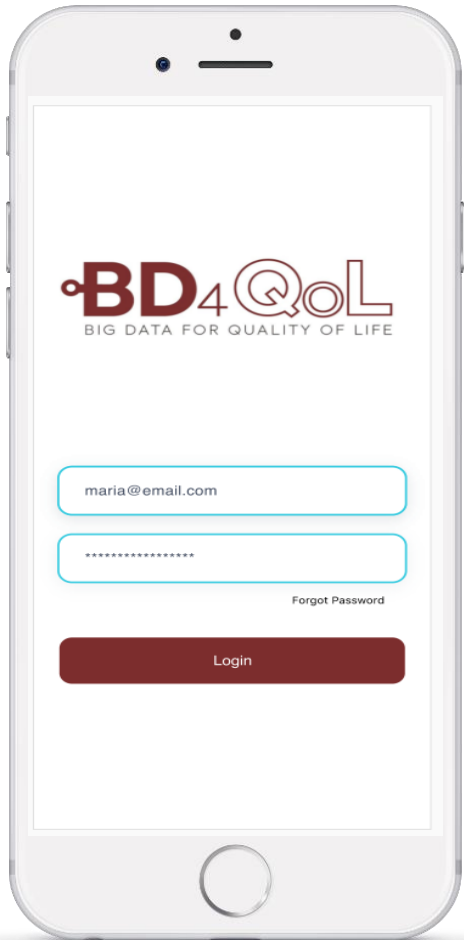 BD4QoL
BIG DATA FOR QUALITY OF LIFE
maria@email.com
*****************
Forgot Password
Login